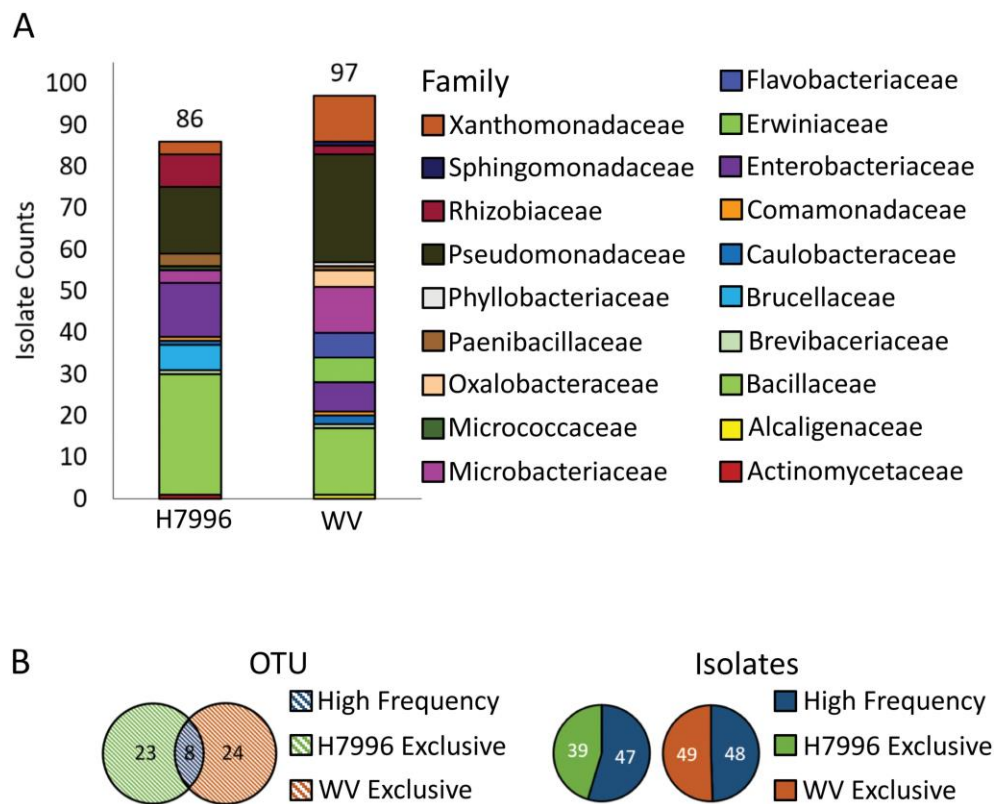 A
Isolate Counts
100
90
80
70
60
50
40
30
20
10
0
86
97
H7996
WV
Family
Xanthomonadaceae
Sphingomonadaceae
Rhizobiaceae
Pseudomonadaceae
Phyllobacteriaceae
Paenibacillaceae
Oxalobacteraceae
Micrococcaceae
Microbacteriaceae
Flavobacteriaceae
Erwiniaceae
Enterobacteriaceae
Comamonadaceae
Caulobacteraceae
Brucellaceae
Brevibaceriaceae
Bacillaceae
Alcaligenaceae
Actinomycetaceae
B
OTU
23
8
24
High Frequency
H7996 Exclusive
WV Exclusive
Isolates
39
47
49
48
High Frequency
H7996 Exclusive
WV Exclusive